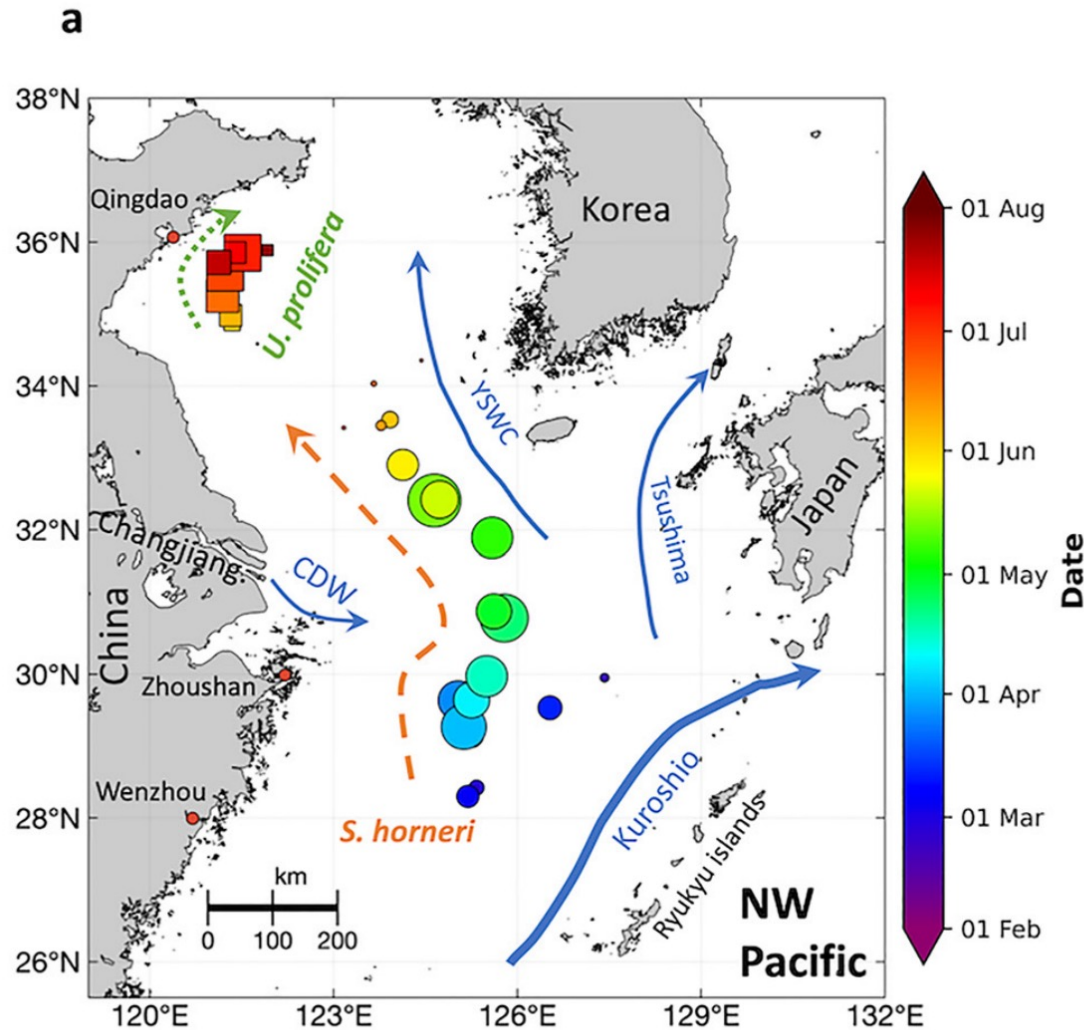 a
38°N
36°N
34°N
32°N
30°N
28°N
26°N
120°E
123°E
126°E
129°E
132°E
Qingdao
U. prolifera
Korea
YSWC
Tsushima
Japan
Changjiang.
CDW
China
Zhoushan
Wenzhou
S. horneri
Kuroshio
Ryukyu islands
NW
Pacific
km
0 100 200
01 Aug
01 Jul
01 Jun
01 May
01 Apr
01 Mar
01 Feb
Date